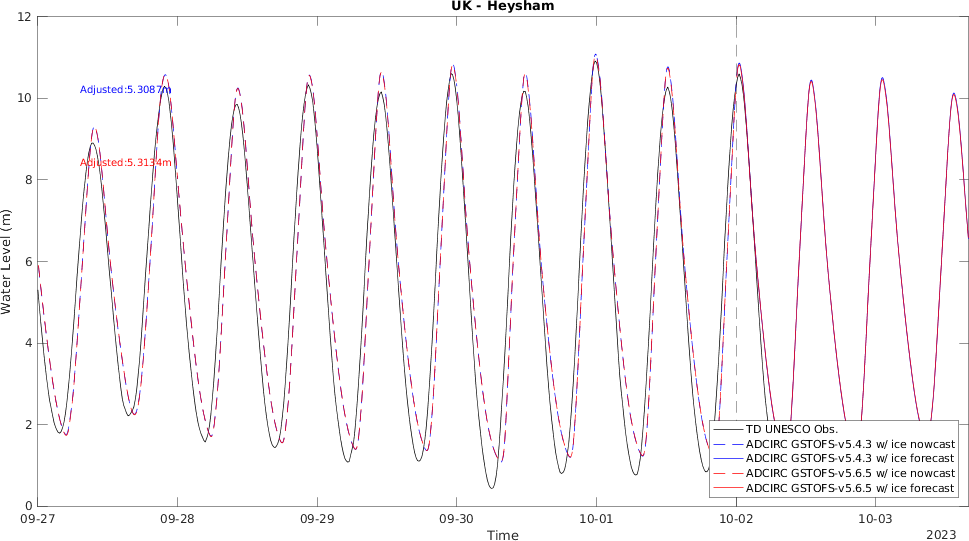 UK - Heysham
12
10
8
6
4
2
0
Water Level (m)
Adjusted:5.3087m
Adjusted:5.3134m
TD UNESCO Obs.
ADCIRC GSTOFS-v5.4.3 w/ ice nowcast
ADCIRC GSTOFS-v5.4.3 w/ ice forecast
ADCIRC GSTOFS-v5.6.5 w/ ice nowcast
ADCIRC GSTOFS-v5.6.5 w/ ice forecast
09-27 09-28 09-29 09-30 10-01 10-02 10-03
Time
2023